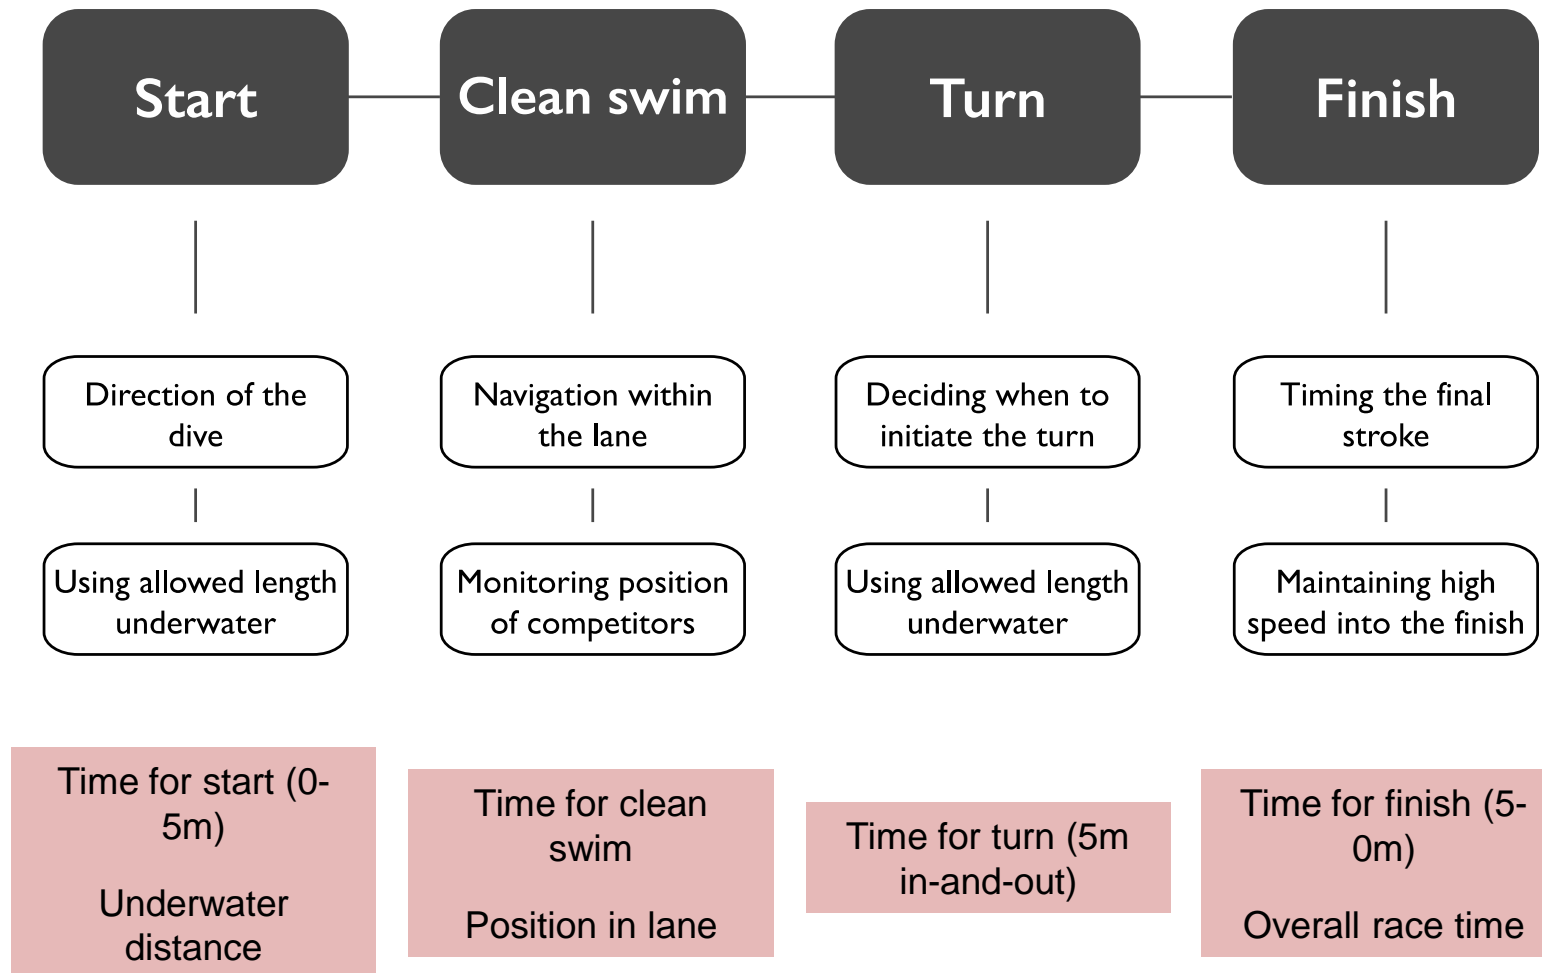 Start
Clean swim
Turn
Finish
Direction of the
dive
Navigation within
the lane
Deciding when to
initiate the turn
Timing the final
stroke
Using allowed length
underwater
Monitoring position
of competitors
Using allowed length
underwater
Maintaining high
speed into the finish
Time for start (0-
5m)
Underwater
distance
Time for clean
swim
Position in lane
Time for turn (5m
in-and-out)
Time for finish (5-
0m)
Overall race time